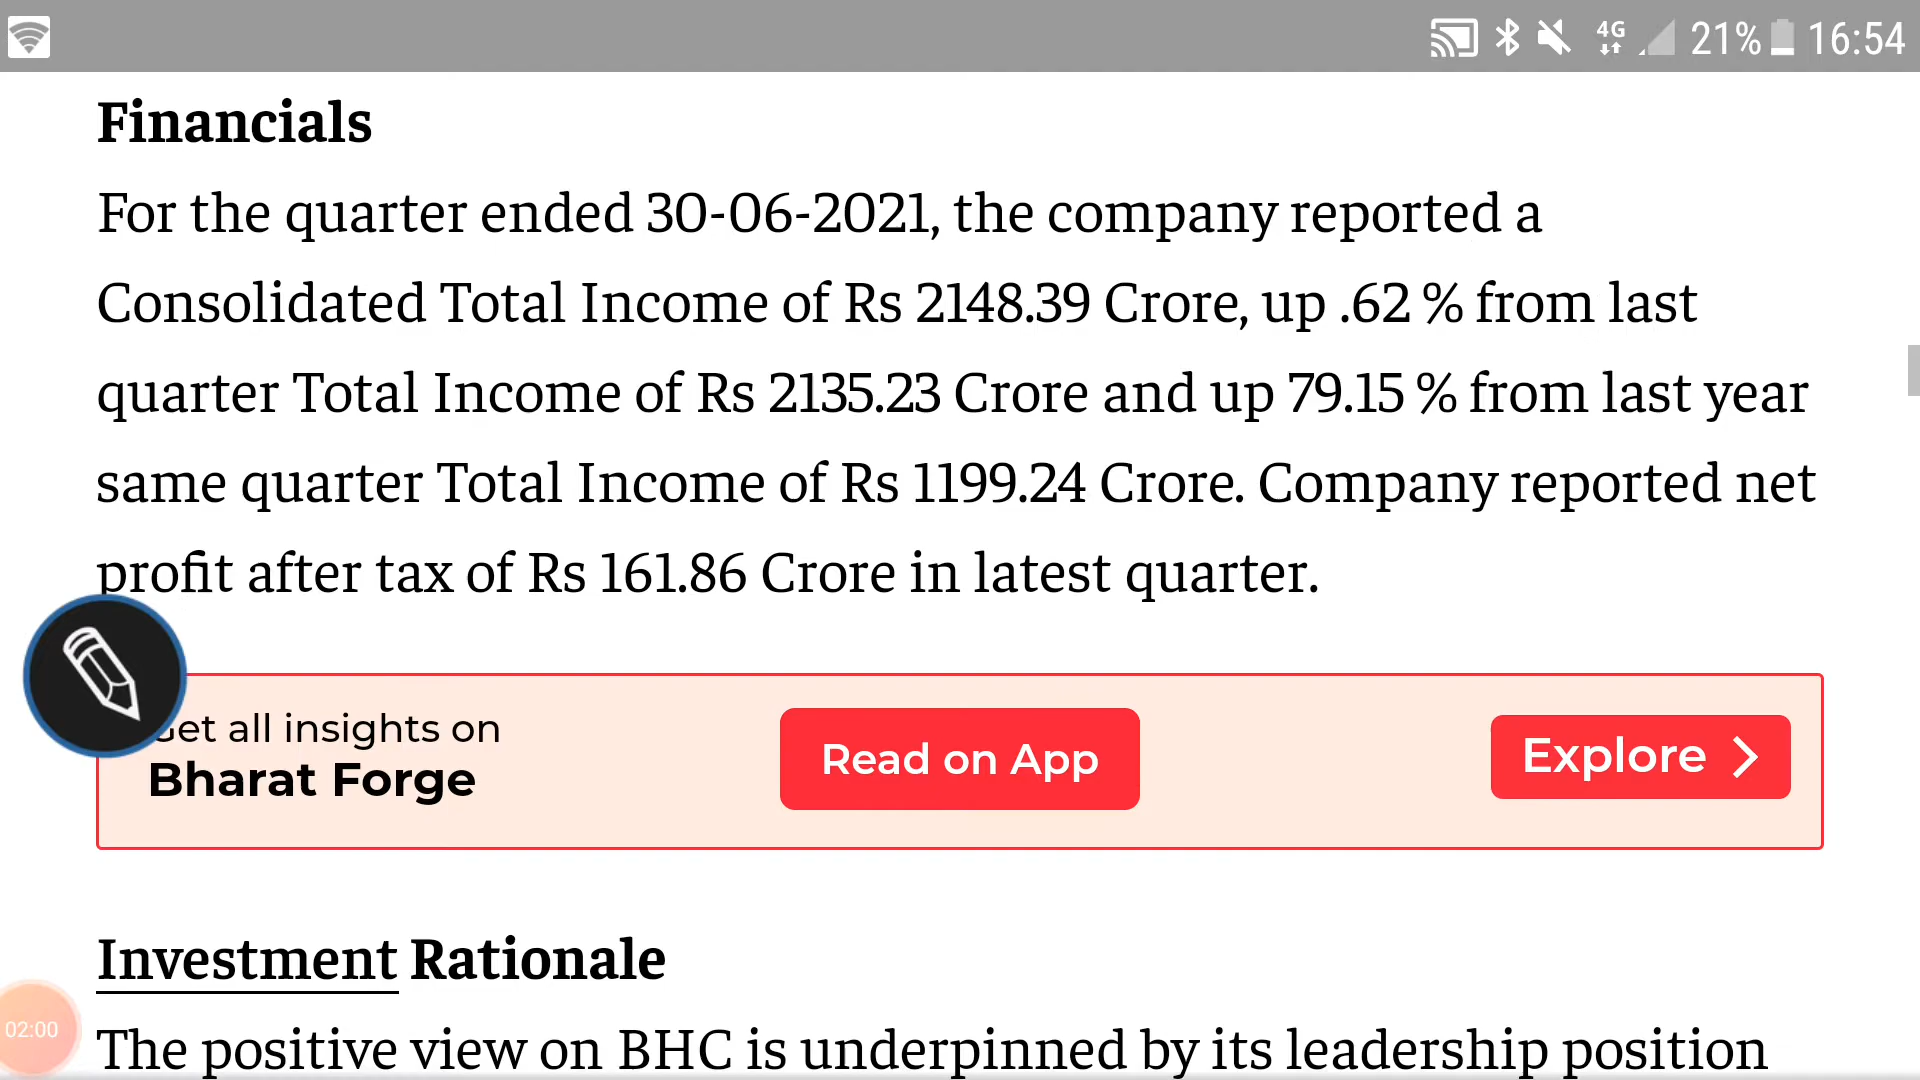 4G 21% 16:54
Financials
For the quarter ended 30-06-2021, the company reported a
Consolidated Total Income of Rs 2148.39 Crore, up .62 % from last
quarter Total Income of Rs 2135.23 Crore and up 79.15 % from last year
same quarter Total Income of Rs 1199.24 Crore. Company reported net
profit after tax of Rs 161.86 Crore in latest quarter.
Get all insights on
Bharat Forge
Read on App
Explore
Investment Rationale
02:00
The positive view on BHC is underpinned by its leadership position